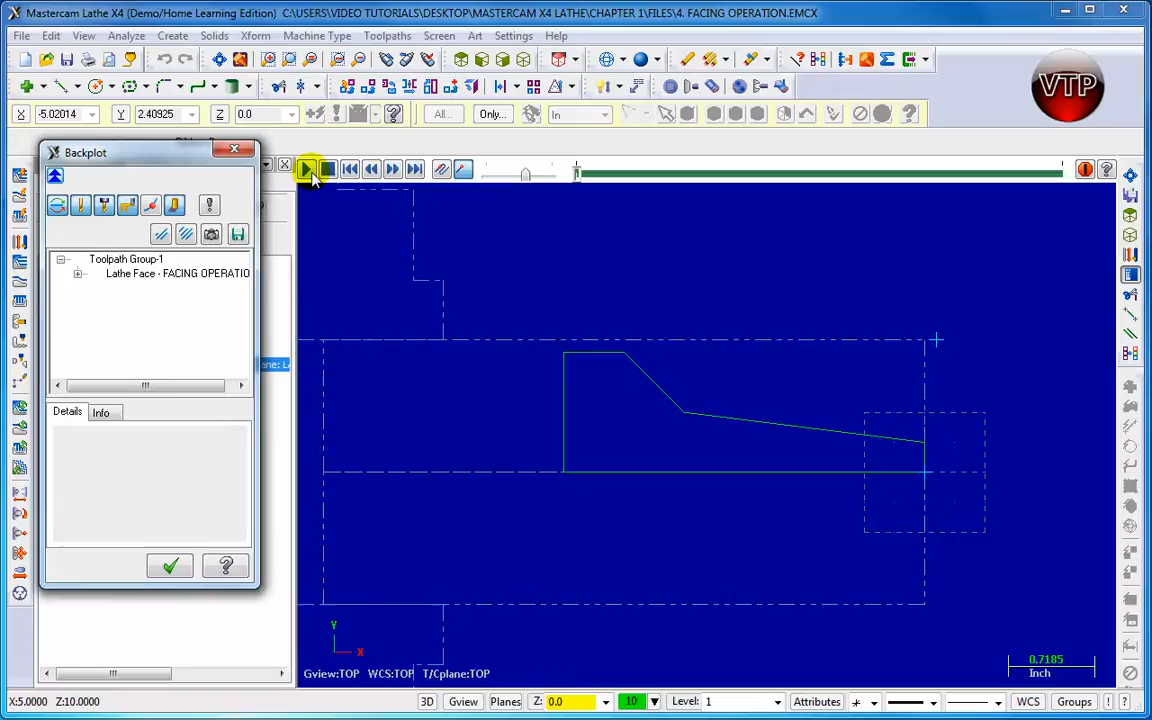 Mastercam Lathe X4 (Demo/Home Learning Edition) C:\USERS\VIDEO TUTORIALS\DESKTOP\MASTERCAM X4 LATHE\CHAPTER 1\FILES\4. FACING OPERATION.EMCX
File Edit View Analyze Create Solids Xform Machine Type Toolpaths Screen Art Settings Help
VTP
X -5.02014 Y 2.40925 Z 0.0 All... Only... In
Backplot
Toolpath Group-1
Lathe Face - FACING OPERATIO
ane: L
Details Info
Y
X
Gview:TOP WCS:TOP T/Cplane:TOP
0.7185
Inch
X:5.0000 Z:10.0000 3D Gview Planes Z: 0.0 10 Level: 1 Attributes WCS Groups ! ?